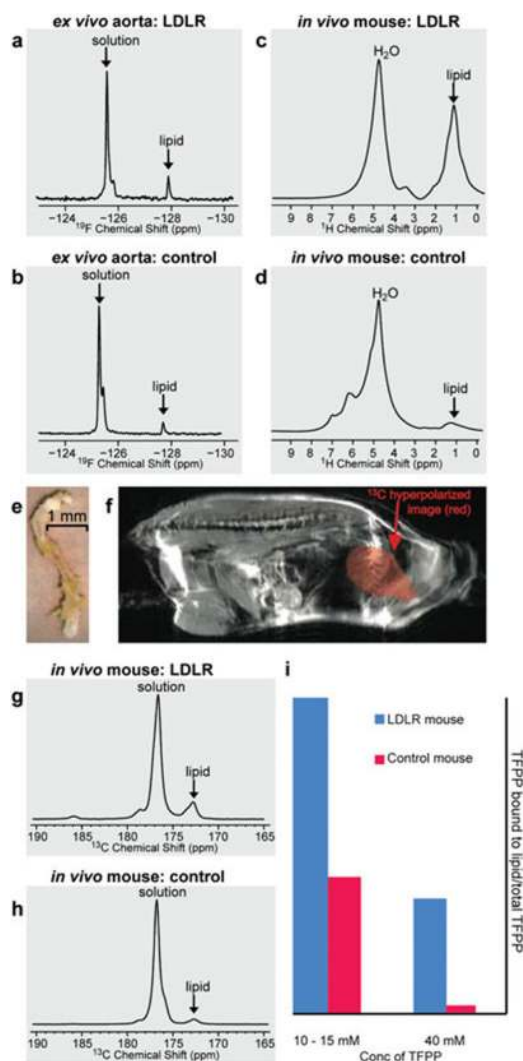 ex vivo aorta: LDLR
a
solution
lipid
−124 −126 −128 −130
19F Chemical Shift (ppm)
in vivo mouse: LDLR
c
H2O
lipid
9 8 7 6 5 4 3 2 1 0
1H Chemical Shift (ppm)
ex vivo aorta: control
b
solution
lipid
−124 −126 −128 −130
19F Chemical Shift (ppm)
in vivo mouse: control
d
H2O
lipid
9 8 7 6 5 4 3 2 1 0
1H Chemical Shift (ppm)
e
1 mm
f
13C hyperpolarized
image (red)
in vivo mouse: LDLR
g
solution
lipid
190 185 180 175 170 165
13C Chemical Shift (ppm)
in vivo mouse: control
h
solution
lipid
190 185 180 175 170 165
13C Chemical Shift (ppm)
i
LDLR mouse
Control mouse
TFPP bound to lipid/total TFPP
10 - 15 mM 40 mM
Conc of TFPP